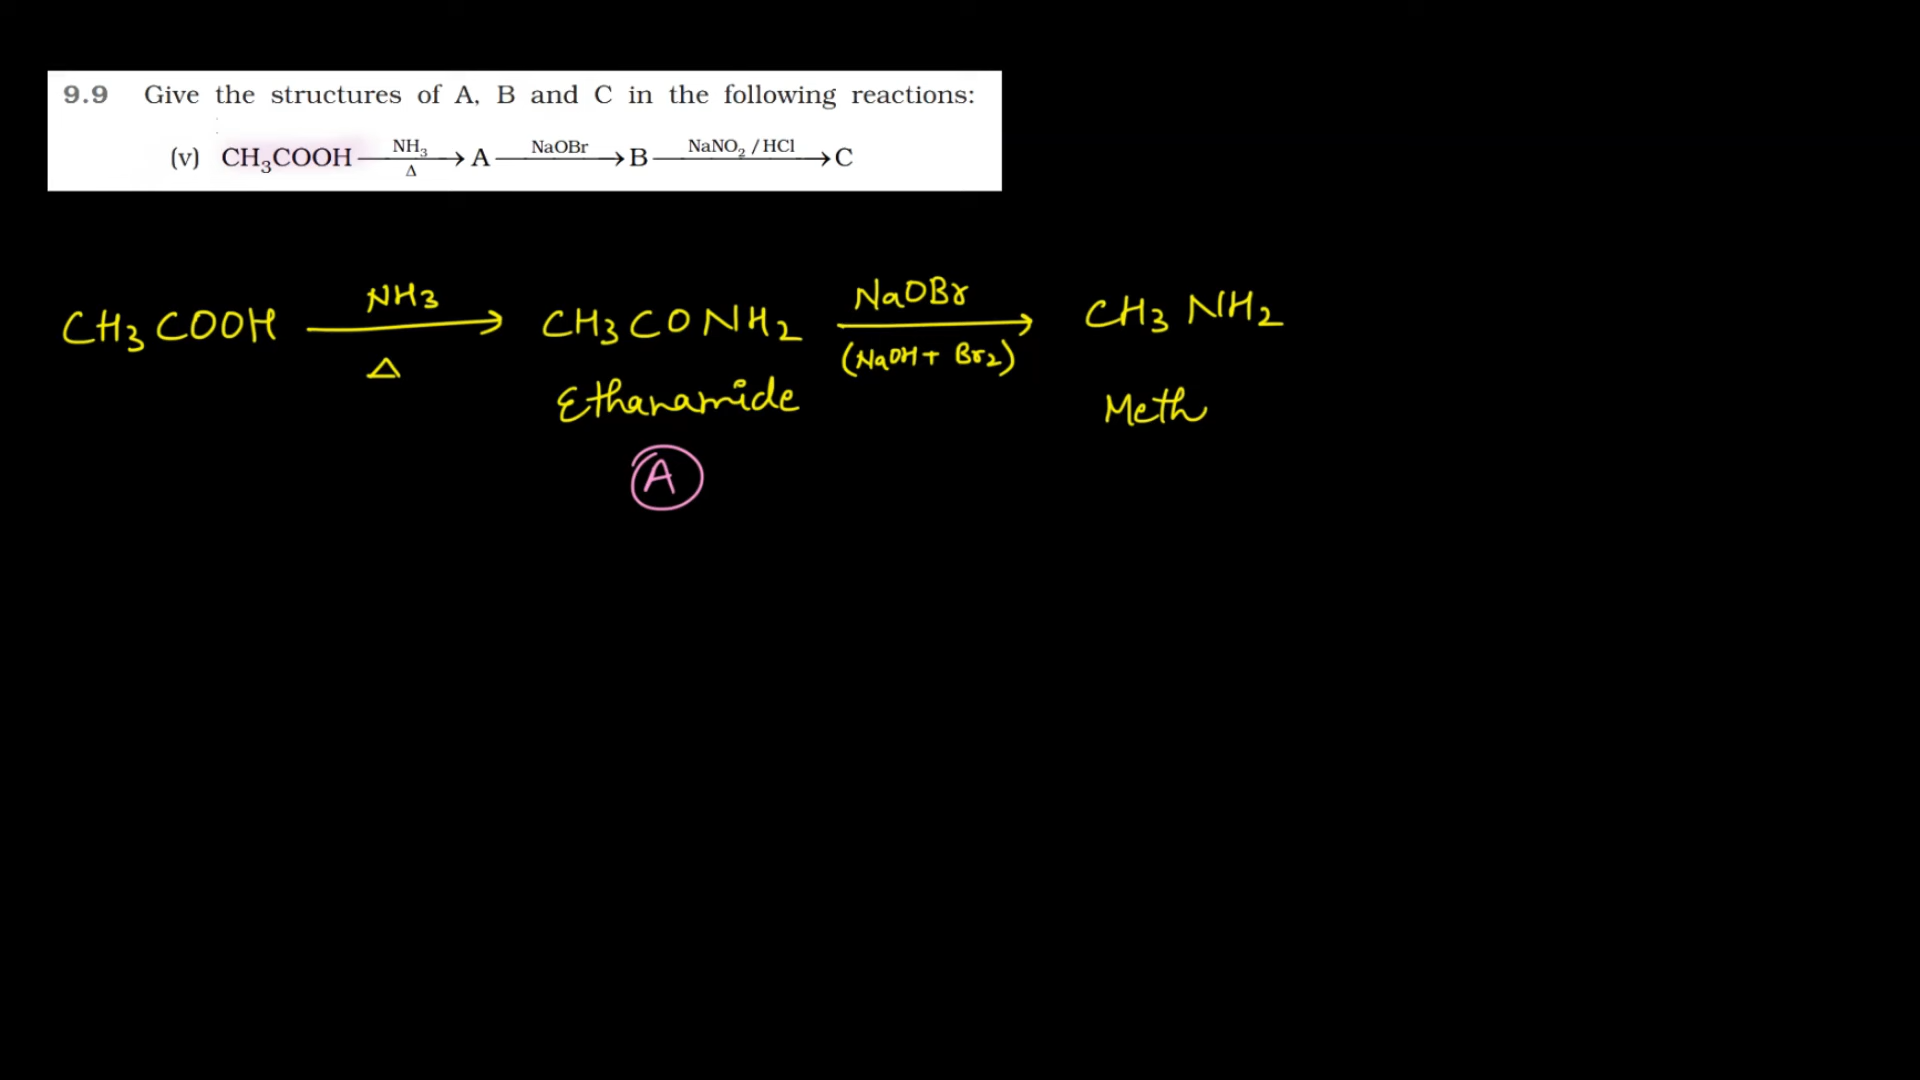 9.9 Give the structures of A, B and C in the following reactions:
(v) CH₃COOH —NH₃/Δ→ A —NaOBr→ B —NaNO₂/HCl→ C
CH₃COOH —NH₃/Δ→ CH₃CONH₂ —NaOBr/(NaOH + Br₂)→ CH₃NH₂
Ethanamide Meth
A